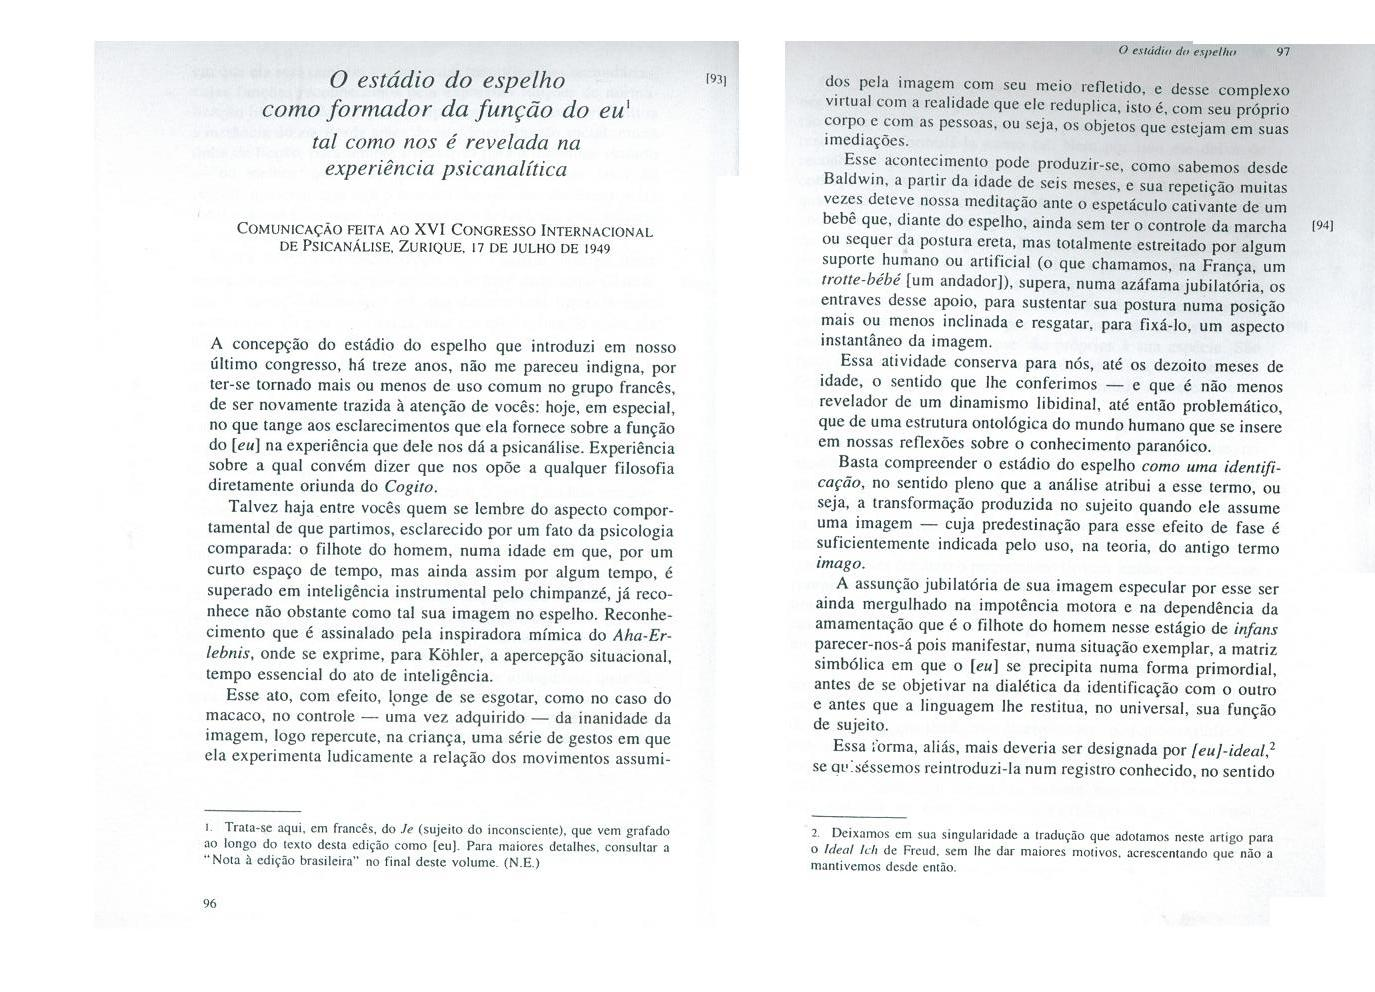 O estádio do espelho
como formador da função do eu¹
tal como nos é revelada na
experiência psicanalítica
[93]
COMUNICAÇÃO FEITA AO XVI CONGRESSO INTERNACIONAL
DE PSICANÁLISE, ZURIQUE, 17 DE JULHO DE 1949
A concepção do estádio do espelho que introduzi em nosso
último congresso, há treze anos, não me pareceu indigna, por
ter-se tornado mais ou menos de uso comum no grupo francês,
de ser novamente trazida à atenção de vocês: hoje, em especial,
no que tange aos esclarecimentos que ela fornece sobre a função
do [eu] na experiência que dele nos dá a psicanálise. Experiência
sobre a qual convém dizer que nos opõe a qualquer filosofia
diretamente oriunda do Cogito.
Talvez haja entre vocês quem se lembre do aspecto compor-
tamental de que partimos, esclarecido por um fato da psicologia
comparada: o filhote do homem, numa idade em que, por um
curto espaço de tempo, mas ainda assim por algum tempo, é
superado em inteligência instrumental pelo chimpanzé, já reco-
nhece não obstante como tal sua imagem no espelho. Reconhe-
cimento que é assinalado pela inspiradora mímica do Aha-Er-
lebnis, onde se exprime, para Köhler, a apercepção situacional,
tempo essencial do ato de inteligência.
Esse ato, com efeito, longe de se esgotar, como no caso do
macaco, no controle — uma vez adquirido — da inanidade da
imagem, logo repercute, na criança, uma série de gestos em que
ela experimenta ludicamente a relação dos movimentos assumi-
1. Trata-se aqui, em francês, do Je (sujeito do inconsciente), que vem grafado
ao longo do texto desta edição como [eu]. Para maiores detalhes, consultar a
"Nota à edição brasileira" no final deste volume. (N.E.)
96
O estádio do espelho 97
dos pela imagem com seu meio refletido, e desse complexo
virtual com a realidade que ele reduplica, isto é, com seu próprio
corpo e com as pessoas, ou seja, os objetos que estejam em suas
imediações.
Esse acontecimento pode produzir-se, como sabemos desde
Baldwin, a partir da idade de seis meses, e sua repetição muitas
vezes deteve nossa meditação ante o espetáculo cativante de um
bebê que, diante do espelho, ainda sem ter o controle da marcha
[94]
ou sequer da postura ereta, mas totalmente estreitado por algum
suporte humano ou artificial (o que chamamos, na França, um
trotte-bébé [um andador]), supera, numa azáfama jubilatória, os
entraves desse apoio, para sustentar sua postura numa posição
mais ou menos inclinada e resgatar, para fixá-lo, um aspecto
instantâneo da imagem.
Essa atividade conserva para nós, até os dezoito meses de
idade, o sentido que lhe conferimos — e que é não menos
revelador de um dinamismo libidinal, até então problemático,
que de uma estrutura ontológica do mundo humano que se insere
em nossas reflexões sobre o conhecimento paranóico.
Basta compreender o estádio do espelho como uma identifi-
cação, no sentido pleno que a análise atribui a esse termo, ou
seja, a transformação produzida no sujeito quando ele assume
uma imagem — cuja predestinação para esse efeito de fase é
suficientemente indicada pelo uso, na teoria, do antigo termo
imago.
A assunção jubilatória de sua imagem especular por esse ser
ainda mergulhado na impotência motora e na dependência da
amamentação que é o filhote do homem nesse estágio de infans
parecer-nos-á pois manifestar, numa situação exemplar, a matriz
simbólica em que o [eu] se precipita numa forma primordial,
antes de se objetivar na dialética da identificação com o outro
e antes que a linguagem lhe restitua, no universal, sua função
de sujeito.
Essa forma, aliás, mais deveria ser designada por [eu]-ideal,²
se quiséssemos reintroduzi-la num registro conhecido, no sentido
2. Deixamos em sua singularidade a tradução que adotamos neste artigo para
o Ideal Ich de Freud, sem lhe dar maiores motivos, acrescentando que não a
mantivemos desde então.